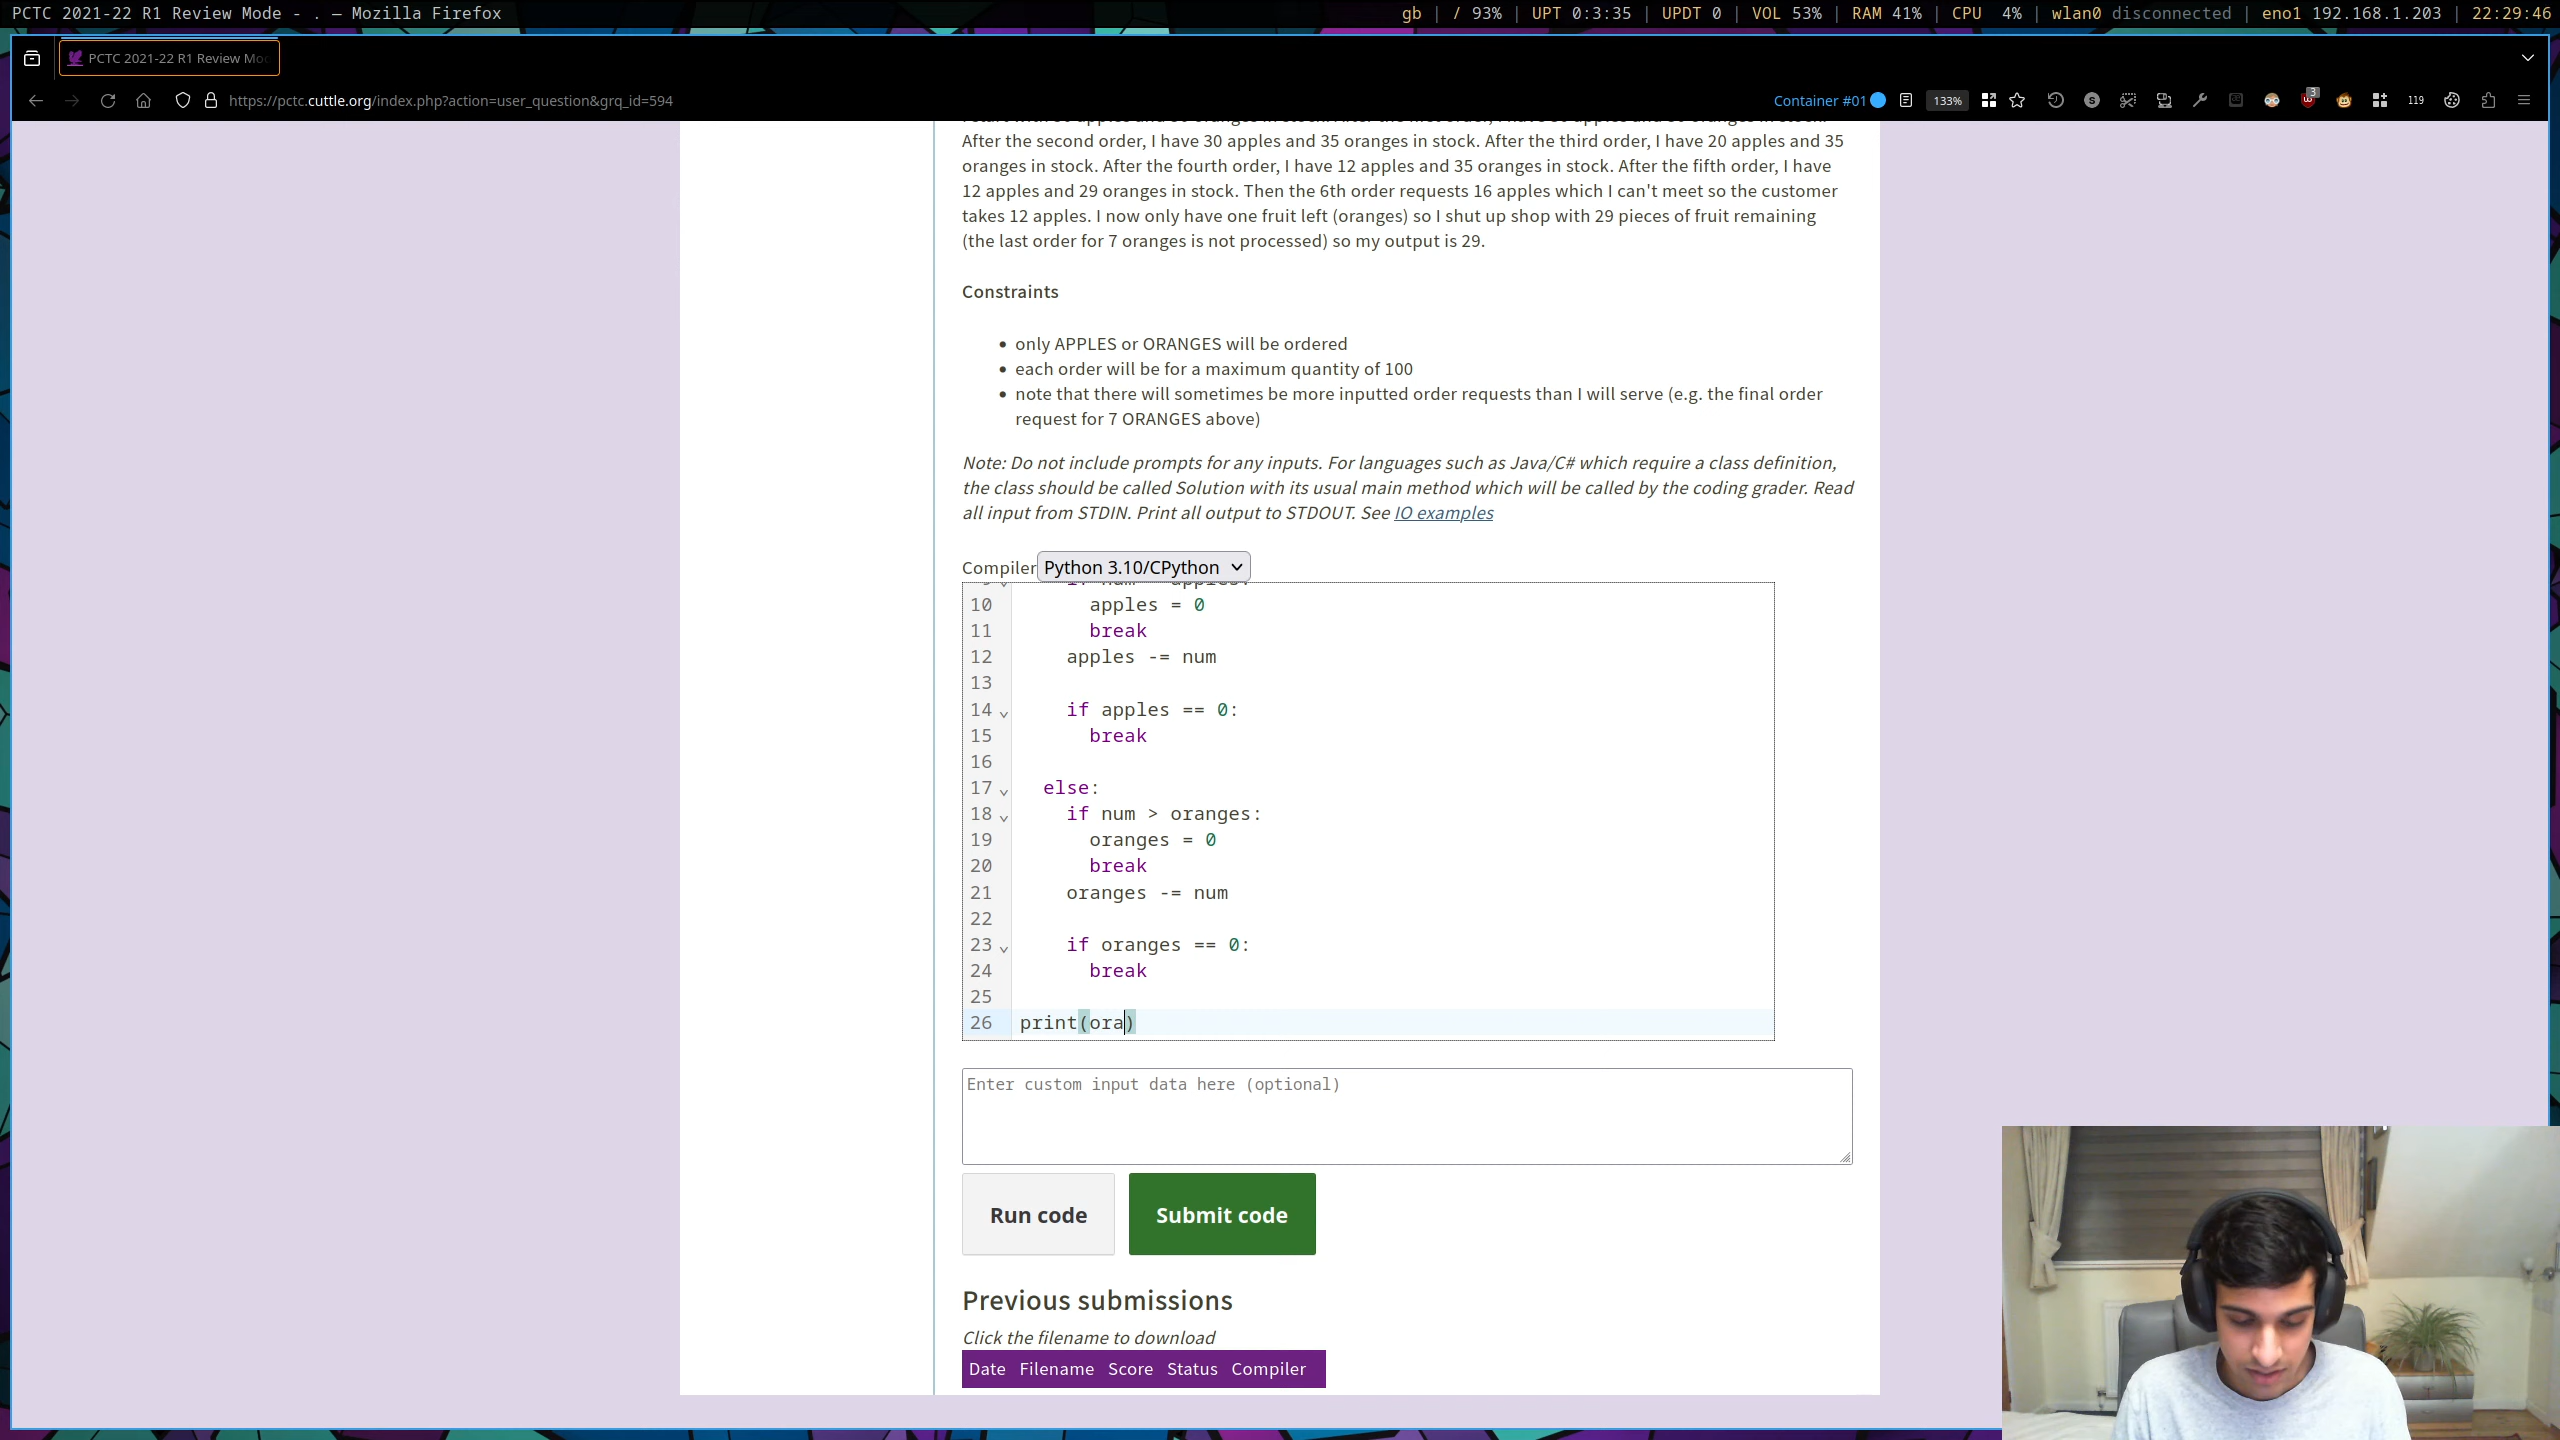 PCTC 2021-22 R1 Review Mode - . — Mozilla Firefox
gb | / 93% | UPT 0:3:35 | UPDT 0 | VOL 53% | RAM 41% | CPU 4% | wlan0 disconnected | eno1 192.168.1.203 | 22:29:46
PCTC 2021-22 R1 Review Mo
https://pctc.cuttle.org/index.php?action=user_question&grq_id=594
Container #01
133%
3
119
After the second order, I have 30 apples and 35 oranges in stock. After the third order, I have 20 apples and 35
oranges in stock. After the fourth order, I have 12 apples and 35 oranges in stock. After the fifth order, I have
12 apples and 29 oranges in stock. Then the 6th order requests 16 apples which I can't meet so the customer
takes 12 apples. I now only have one fruit left (oranges) so I shut up shop with 29 pieces of fruit remaining
(the last order for 7 oranges is not processed) so my output is 29.
Constraints
• only APPLES or ORANGES will be ordered
• each order will be for a maximum quantity of 100
• note that there will sometimes be more inputted order requests than I will serve (e.g. the final order
request for 7 ORANGES above)
Note: Do not include prompts for any inputs. For languages such as Java/C# which require a class definition,
the class should be called Solution with its usual main method which will be called by the coding grader. Read
all input from STDIN. Print all output to STDOUT. See IO examples
Compiler Python 3.10/CPython
10 apples = 0
11 break
12 apples -= num
13
14 if apples == 0:
15 break
16
17 else:
18 if num > oranges:
19 oranges = 0
20 break
21 oranges -= num
22
23 if oranges == 0:
24 break
25
26 print(ora)
Enter custom input data here (optional)
Run code
Submit code
Previous submissions
Click the filename to download
Date Filename Score Status Compiler